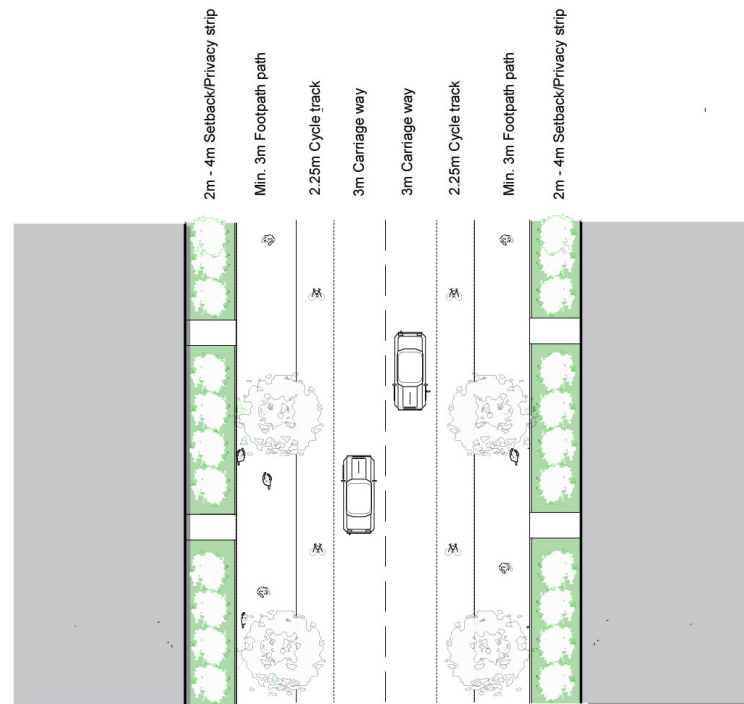 2m - 4m Setback/Privacy strip
Min. 3m Footpath path
2.25m Cycle track
3m Carriage way
3m Carriage way
2.25m Cycle track
Min. 3m Footpath path
2m - 4m Setback/Privacy strip